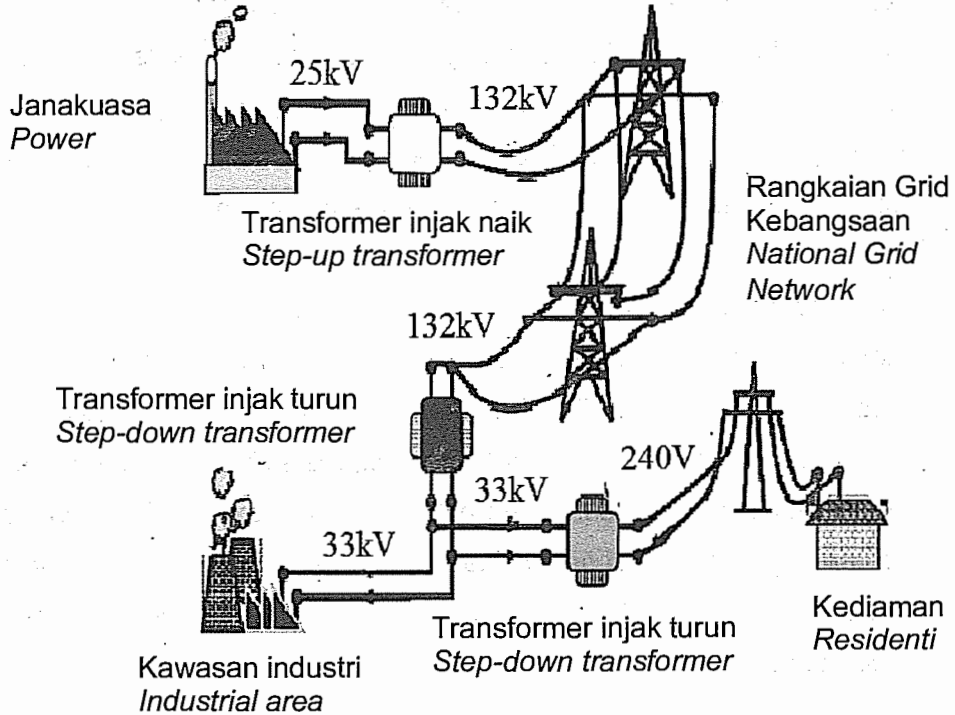 25kV
132kV
Janakuasa
Power
Transformer injak naik
Step-up transformer
Rangkaian Grid
Kebangsaan
National Grid
Network
132kV
Transformer injak turun
Step-down transformer
240V
33kV
33kV
Kediaman
Residenti
Transformer injak turun
Step-down transformer
Kawasan industri
Industrial area